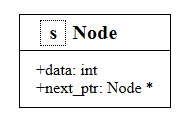 s Node
+data: int
+next_ptr: Node *